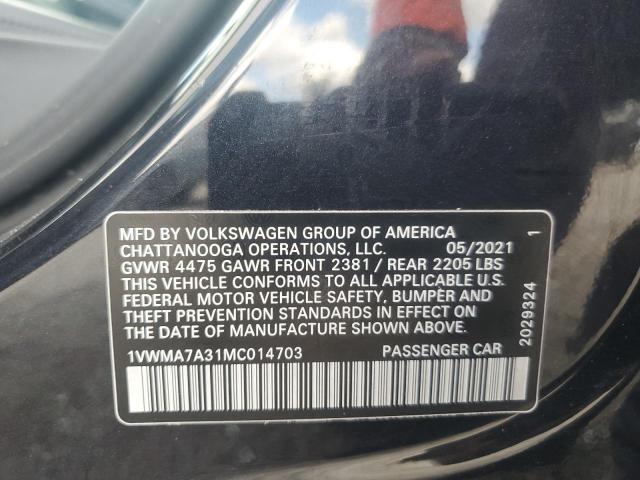 MFD BY VOLKSWAGEN GROUP OF AMERICA
CHATTANOOGA OPERATIONS, LLC. 05/2021
GVWR 4475 GAWR FRONT 2381 / REAR 2205 LBS
THIS VEHICLE CONFORMS TO ALL APPLICABLE U.S.
FEDERAL MOTOR VEHICLE SAFETY, BUMPER AND
THEFT PREVENTION STANDARDS IN EFFECT ON
THE DATE OF MANUFACTURE SHOWN ABOVE.
1VWMA7A31MC014703 PASSENGER CAR
2029324 1